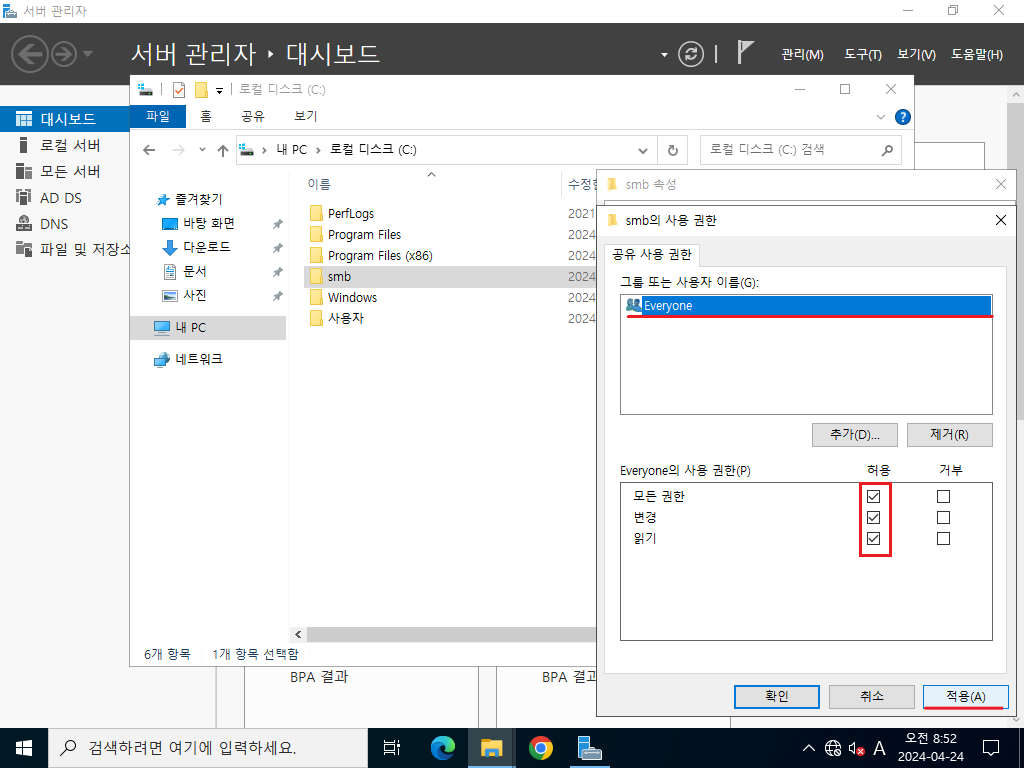 서버 관리자
서버 관리자 ‣ 대시보드
관리(M) 도구(T) 보기(V) 도움말(H)
대시보드
로컬 서버
모든 서버
AD DS
DNS
파일 및 저장소
로컬 디스크 (C:)
파일 홈 공유 보기
내 PC > 로컬 디스크 (C:)
로컬 디스크 (C:) 검색
즐겨찾기
바탕 화면
다운로드
문서
사진
내 PC
네트워크
이름 수정한
PerfLogs 2021
Program Files 2024
Program Files (x86) 2024
smb 2024
Windows 2024
사용자 2024
6개 항목 1개 항목 선택함
BPA 결과 BPA 결과
smb 속성
smb의 사용 권한
공유 사용 권한
그룹 또는 사용자 이름(G):
Everyone
추가(D)... 제거(R)
Everyone의 사용 권한(P) 허용 거부
모든 권한
변경
읽기
확인 취소 적용(A)
검색하려면 여기에 입력하세요.
A
오전 8:52
2024-04-24